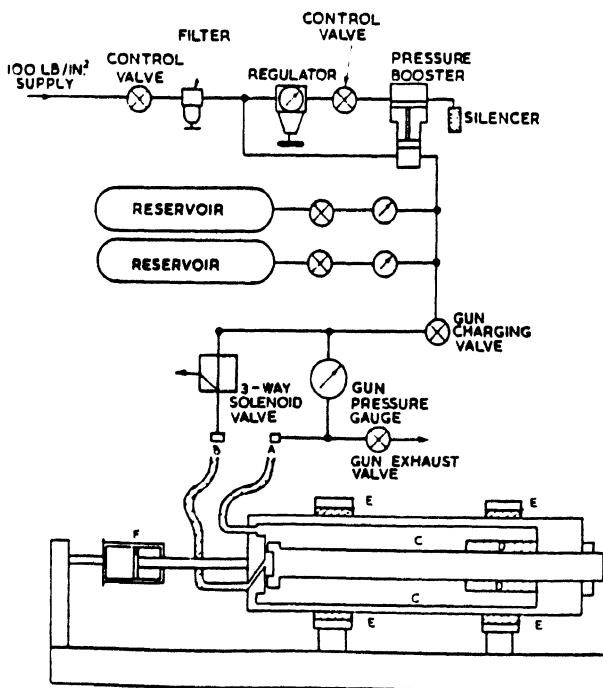 100 LB/IN.²
SUPPLY
CONTROL
VALVE
FILTER
REGULATOR
CONTROL
VALVE
PRESSURE
BOOSTER
SILENCER
RESERVOIR
RESERVOIR
GUN
CHARGING
VALVE
3-WAY
SOLENOID
VALVE
GUN
PRESSURE
GAUGE
GUN EXHAUST
VALVE
B
A
E
E
F
C
C
E
E